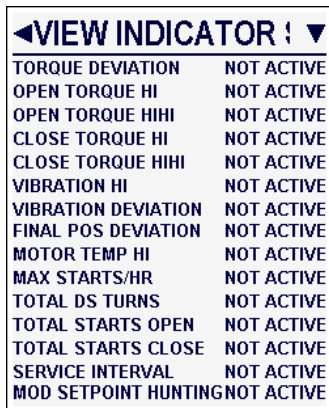 ◄VIEW INDICATOR ▼
TORQUE DEVIATION NOT ACTIVE
OPEN TORQUE HI NOT ACTIVE
OPEN TORQUE HIHI NOT ACTIVE
CLOSE TORQUE HI NOT ACTIVE
CLOSE TORQUE HIHI NOT ACTIVE
VIBRATION HI NOT ACTIVE
VIBRATION DEVIATION NOT ACTIVE
FINAL POS DEVIATION NOT ACTIVE
MOTOR TEMP HI NOT ACTIVE
MAX STARTS/HR NOT ACTIVE
TOTAL DS TURNS NOT ACTIVE
TOTAL STARTS OPEN NOT ACTIVE
TOTAL STARTS CLOSE NOT ACTIVE
SERVICE INTERVAL NOT ACTIVE
MOD SETPOINT HUNTING NOT ACTIVE